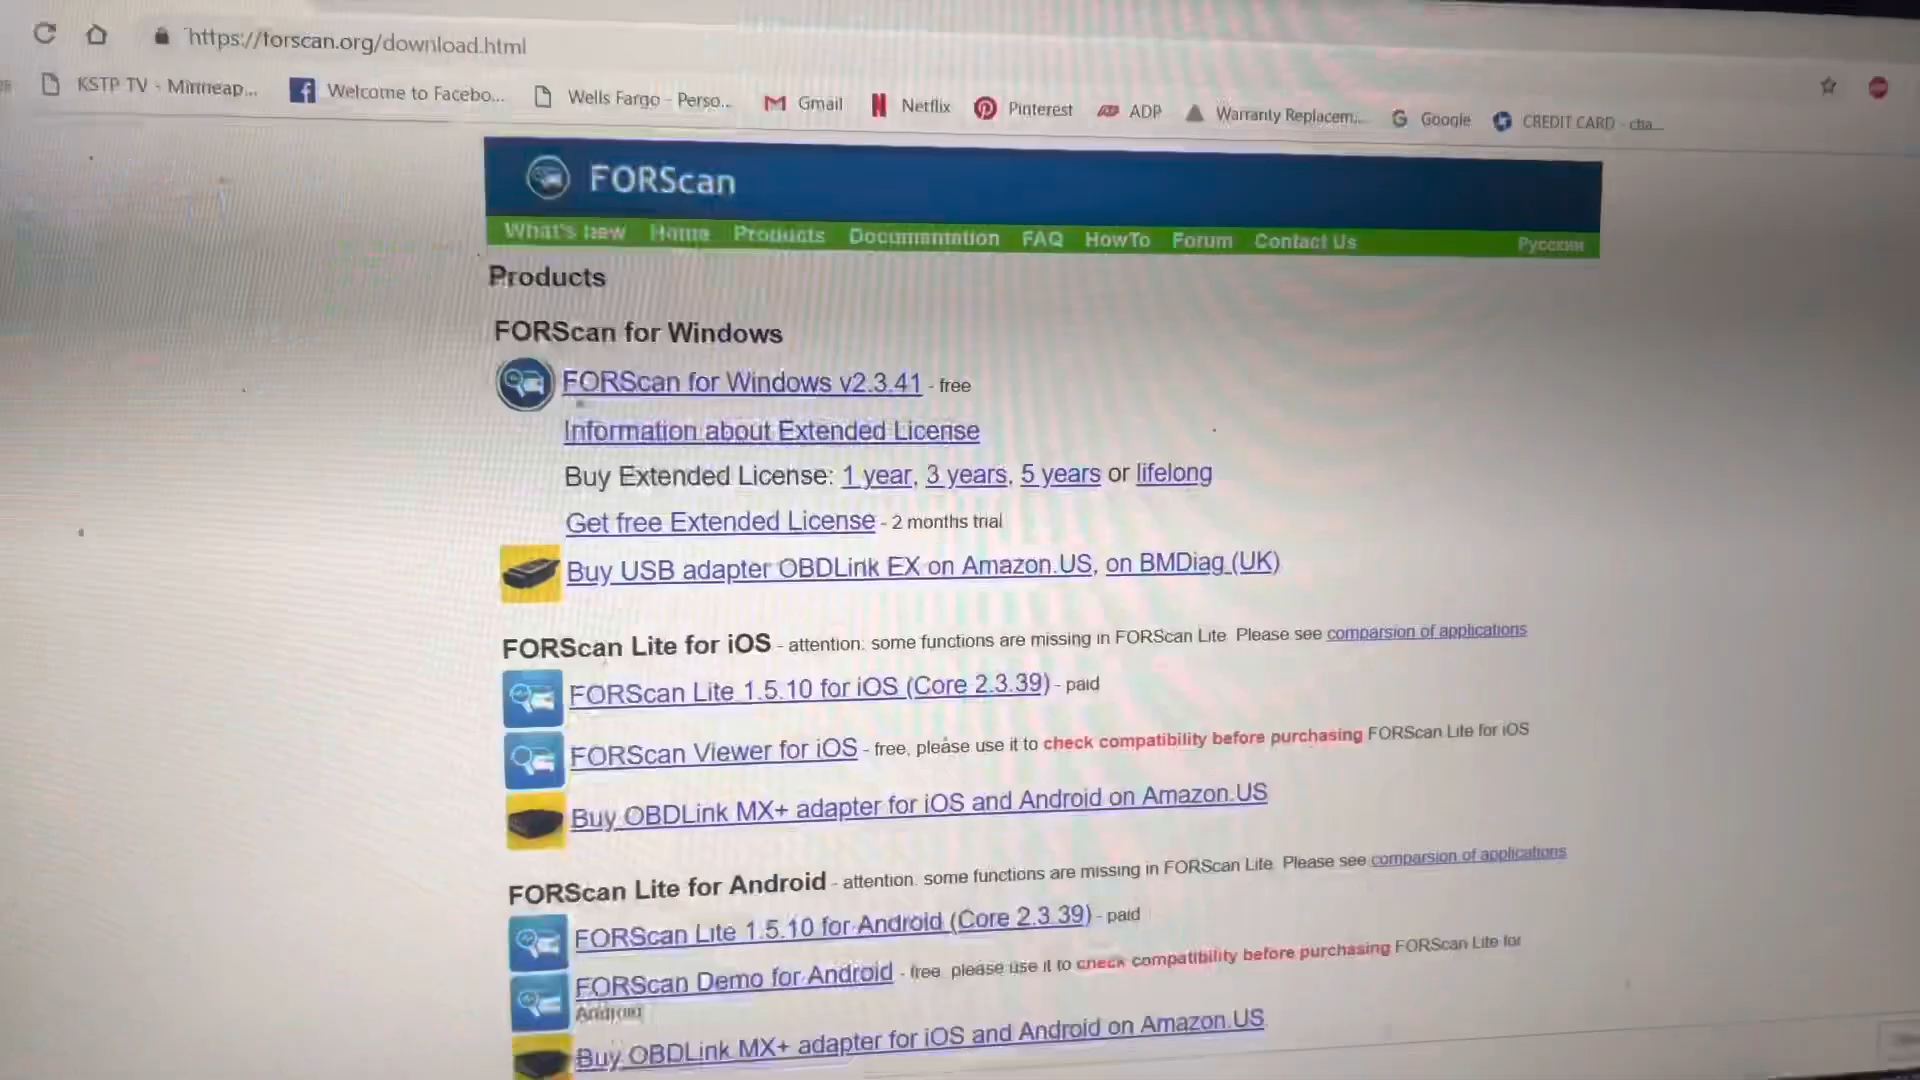 https://forscan.org/download.html
KSTP TV - Minneap... Welcome to Facebo... Wells Fargo - Perso... Gmail Netflix Pinterest ADP Warranty Replacem... Google CREDIT CARD - cha...
FORScan
What's new Home Products Documentation FAQ HowTo Forum Contact Us Русский
Products
FORScan for Windows
FORScan for Windows v2.3.41 - free
Information about Extended License
Buy Extended License: 1 year, 3 years, 5 years or lifelong
Get free Extended License - 2 months trial
Buy USB adapter OBDLink EX on Amazon.US, on BMDiag (UK)
FORScan Lite for iOS - attention: some functions are missing in FORScan Lite. Please see comparsion of applications
FORScan Lite 1.5.10 for iOS (Core 2.3.39) - paid
FORScan Viewer for iOS - free, please use it to check compatibility before purchasing FORScan Lite for iOS
Buy OBDLink MX+ adapter for iOS and Android on Amazon.US
FORScan Lite for Android - attention: some functions are missing in FORScan Lite. Please see comparsion of applications
FORScan Lite 1.5.10 for Android (Core 2.3.39) - paid
FORScan Demo for Android - free, please use it to check compatibility before purchasing FORScan Lite for
Android
Buy OBDLink MX+ adapter for iOS and Android on Amazon.US